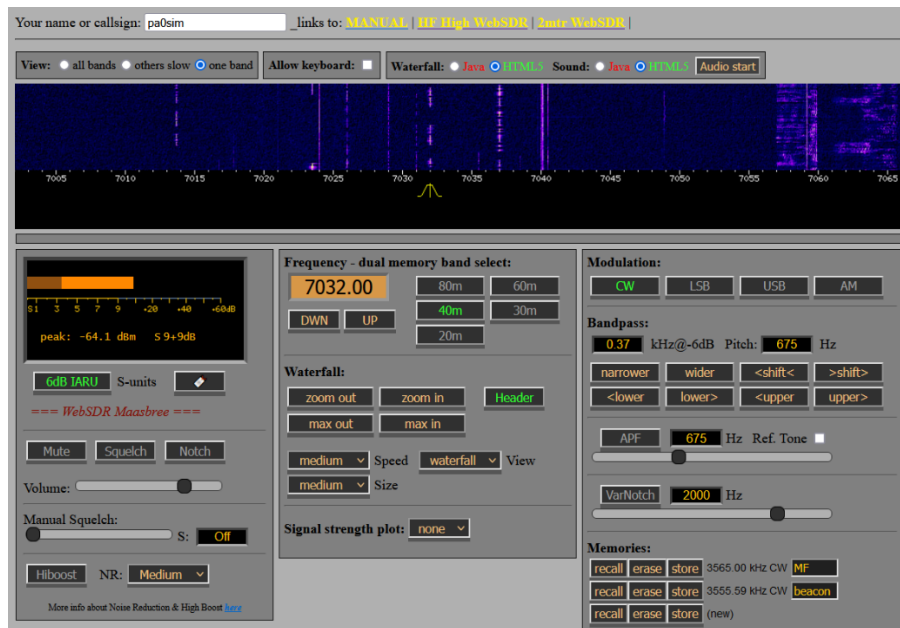 Your name or callsign: pa0sim _links to: MANUAL | HF High WebSDR | 2mtr WebSDR |
View: all bands others slow one band Allow keyboard: Waterfall: Java HTML5 Sound: Java HTML5 Audio start
7005 7010 7015 7020 7025 7030 7035 7040 7045 7050 7055 7060 7065
S1 3 5 7 9 +20 +40 +60dB
peak: -64.1 dBm S9+9dB
6dB IARU S-units
=== WebSDR Maasbree ===
Mute Squelch Notch
Volume:
Manual Squelch:
S: Off
Hiboost NR: Medium
More info about Noise Reduction & High Boost here
Frequency - dual memory band select:
7032.00 80m 60m
DWN UP 40m 30m
20m
Waterfall:
zoom out zoom in Header
max out max in
medium Speed waterfall View
medium Size
Signal strength plot: none
Modulation:
CW LSB USB AM
Bandpass:
0.37 kHz@-6dB Pitch: 675 Hz
narrower wider <shift< >shift>
<lower lower> <upper upper>
APF 675 Hz Ref. Tone
VarNotch 2000 Hz
Memories:
recall erase store 3565.00 kHz CW MF
recall erase store 3555.59 kHz CW beacon
recall erase store (new)